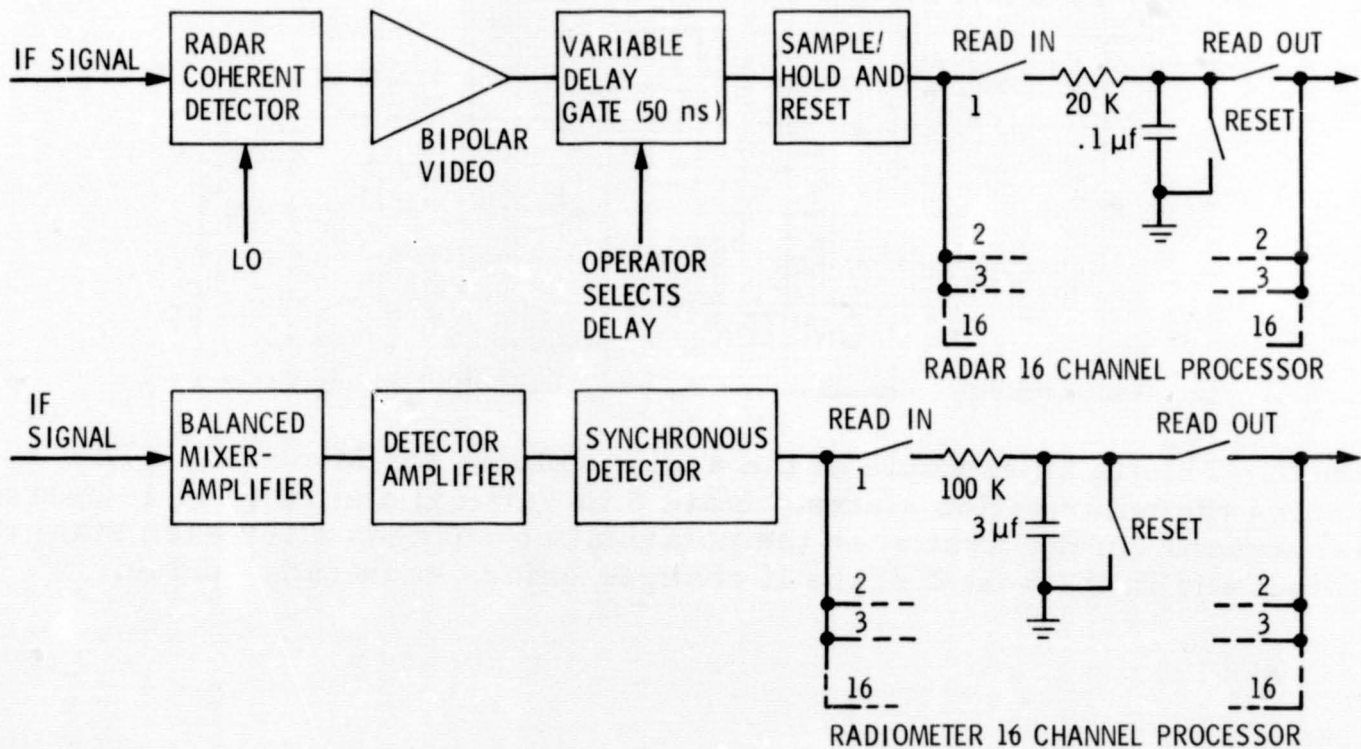 IF SIGNAL
RADAR
COHERENT
DETECTOR
LO
BIPOLAR
VIDEO
VARIABLE
DELAY
GATE (50 ns)
OPERATOR
SELECTS
DELAY
SAMPLE/
HOLD AND
RESET
READ IN
1
20 K
.1 μf
RESET
READ OUT
2
3
16
2
3
16
RADAR 16 CHANNEL PROCESSOR
IF
SIGNAL
BALANCED
MIXER-
AMPLIFIER
DETECTOR
AMPLIFIER
SYNCHRONOUS
DETECTOR
READ IN
1
100 K
3 μf
RESET
READ OUT
2
3
16
2
3
16
RADIOMETER 16 CHANNEL PROCESSOR